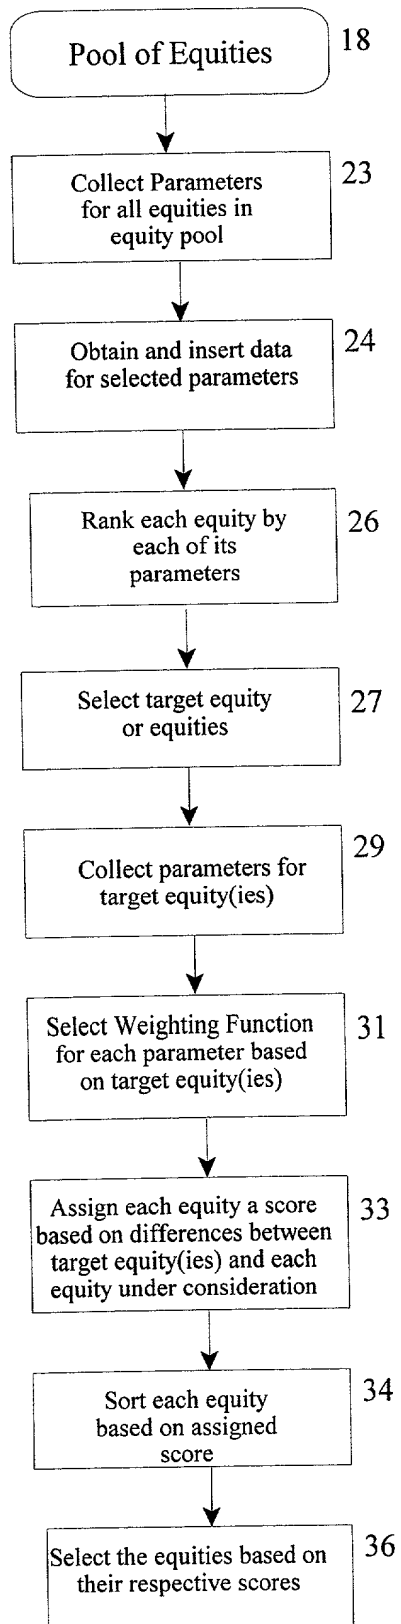 Pool of Equities
18
Collect Parameters
for all equities in
equity pool
23
Obtain and insert data
for selected parameters
24
Rank each equity by
each of its
parameters
26
Select target equity
or equities
27
Collect parameters for
target equity(ies)
29
Select Weighting Function
for each parameter based
on target equity(ies)
31
Assign each equity a score
based on differences between
target equity(ies) and each
equity under consideration
33
Sort each equity
based on assigned
score
34
Select the equities based on
their respective scores
36